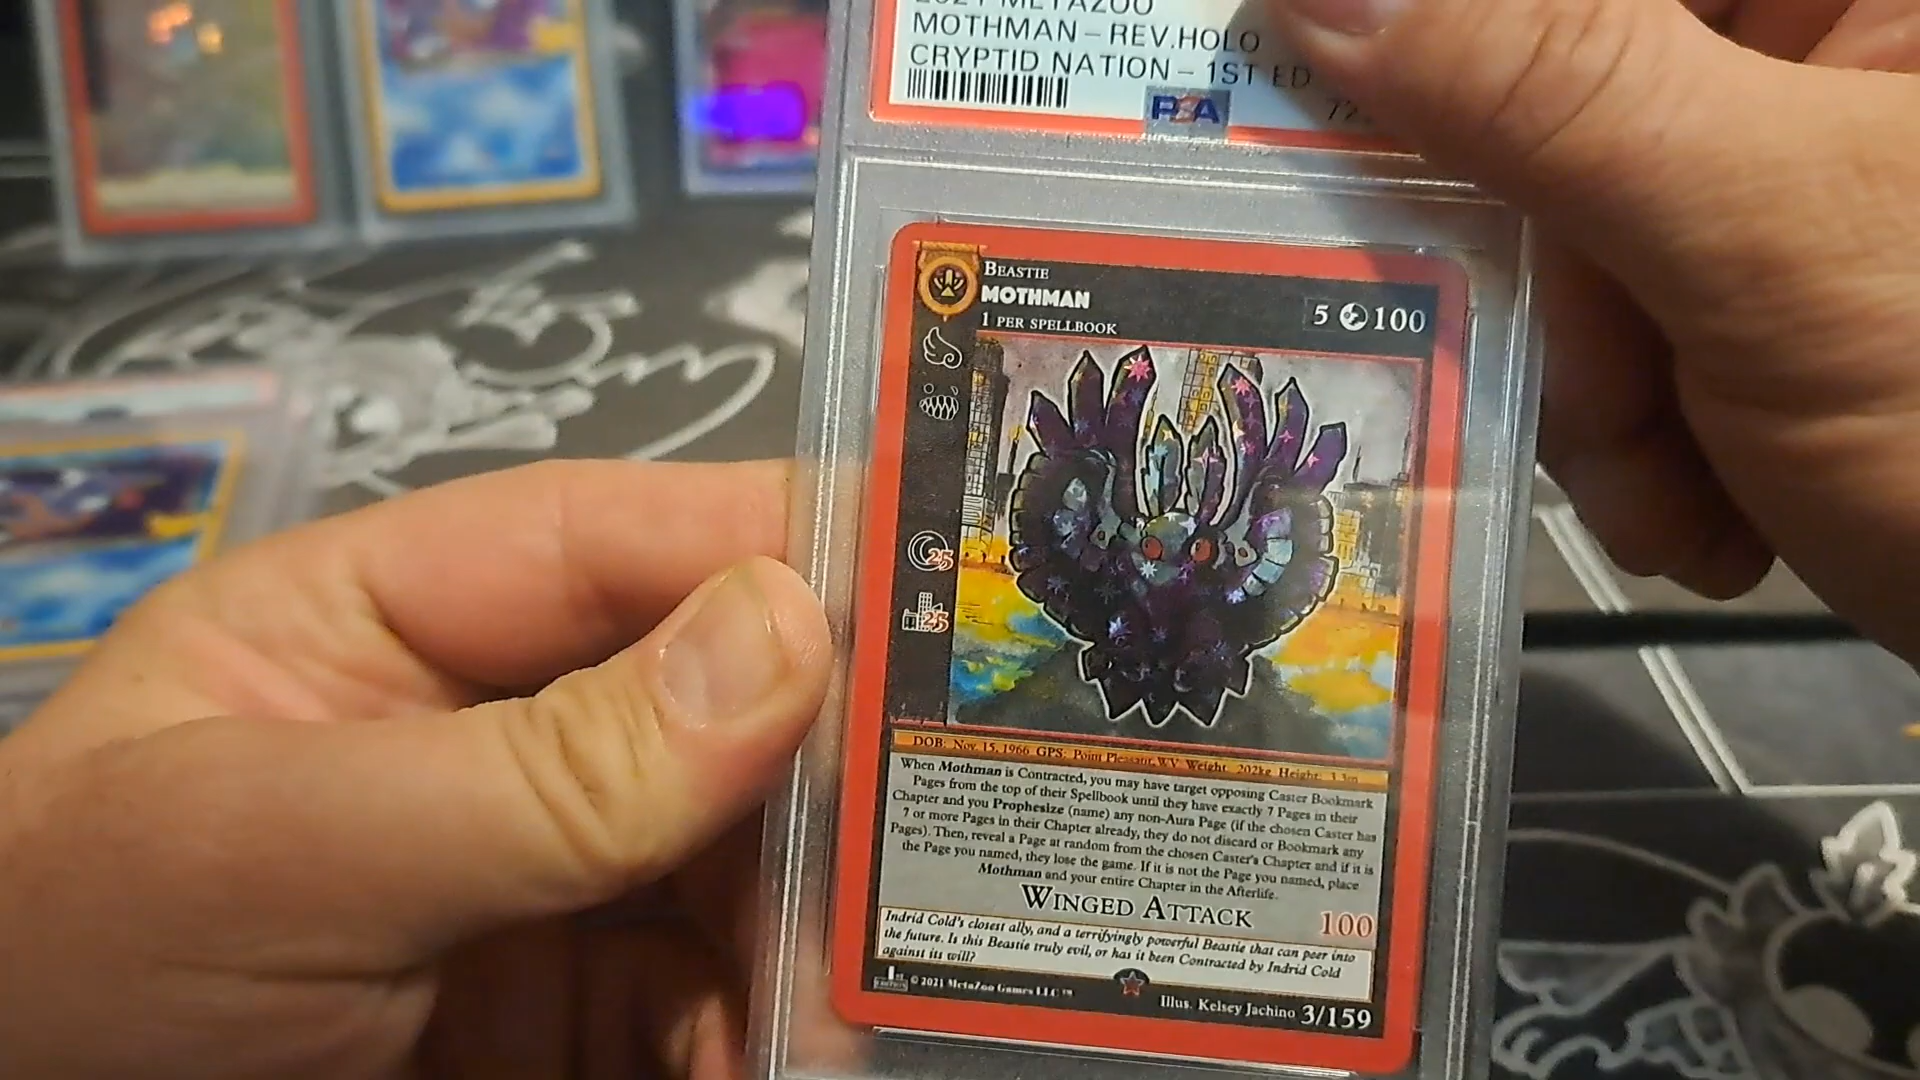 2021 METAZOO
MOTHMAN – REV.HOLO
CRYPTID NATION – 1ST ED
PSA
BEASTIE
MOTHMAN
1 PER SPELLBOOK
5 100
25
25
DOB: Nov. 15, 1966 GPS: Point Pleasant, WV Weight: 202kg Height: 3.3m
When Mothman is Contracted, you may have target opposing Caster Bookmark
Pages from the top of their Spellbook until they have exactly 7 Pages in their
Chapter and you Prophesize (name) any non-Aura Page (if the chosen Caster has
7 or more Pages in their Chapter already, they do not discard or Bookmark any
Pages). Then, reveal a Page at random from the chosen Caster's Chapter and if it is
the Page you named, they lose the game. If it is not the Page you named, place
Mothman and your entire Chapter in the Afterlife.
WINGED ATTACK 100
Indrid Cold's closest ally, and a terrifyingly powerful Beastie that can peer into
the future. Is this Beastie truly evil, or has it been Contracted by Indrid Cold
against its will?
1ST EDITION © 2021 MetaZoo Games LLC™
Illus. Kelsey Jachino 3/159